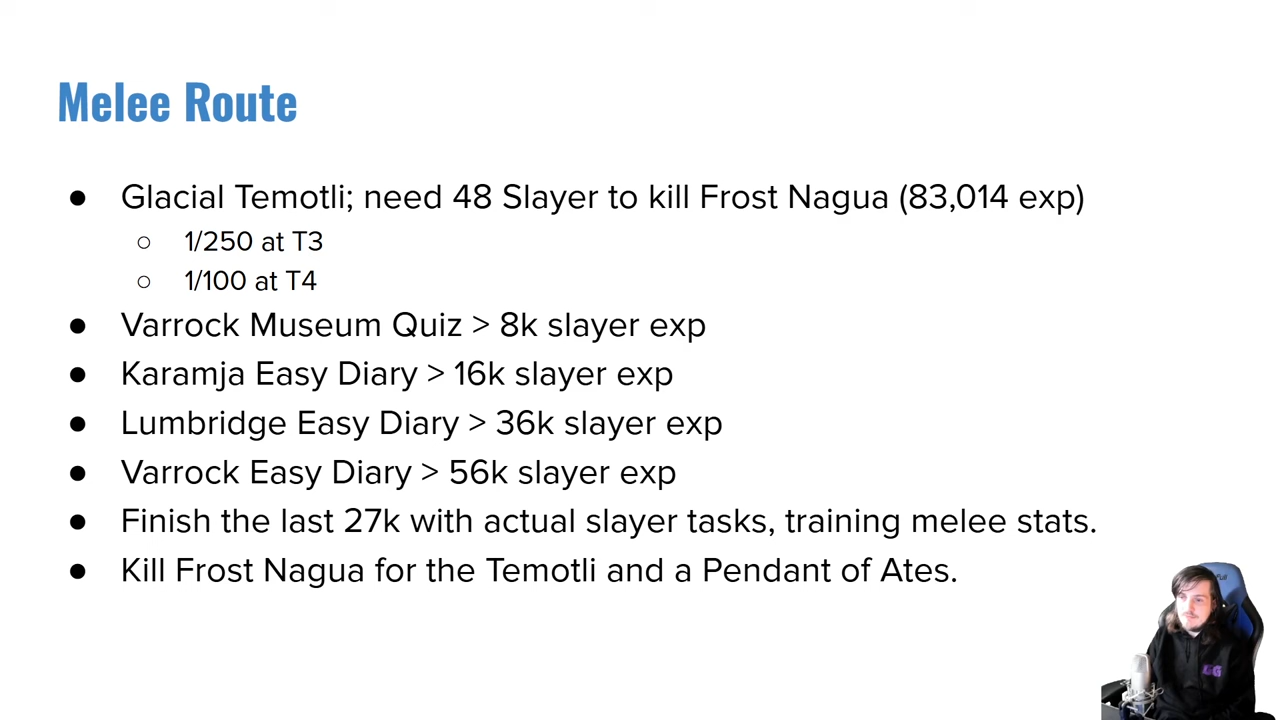 Melee Route
● Glacial Temotli; need 48 Slayer to kill Frost Nagua (83,014 exp)
○ 1/250 at T3
○ 1/100 at T4
● Varrock Museum Quiz > 8k slayer exp
● Karamja Easy Diary > 16k slayer exp
● Lumbridge Easy Diary > 36k slayer exp
● Varrock Easy Diary > 56k slayer exp
● Finish the last 27k with actual slayer tasks, training melee stats.
● Kill Frost Nagua for the Temotli and a Pendant of Ates.